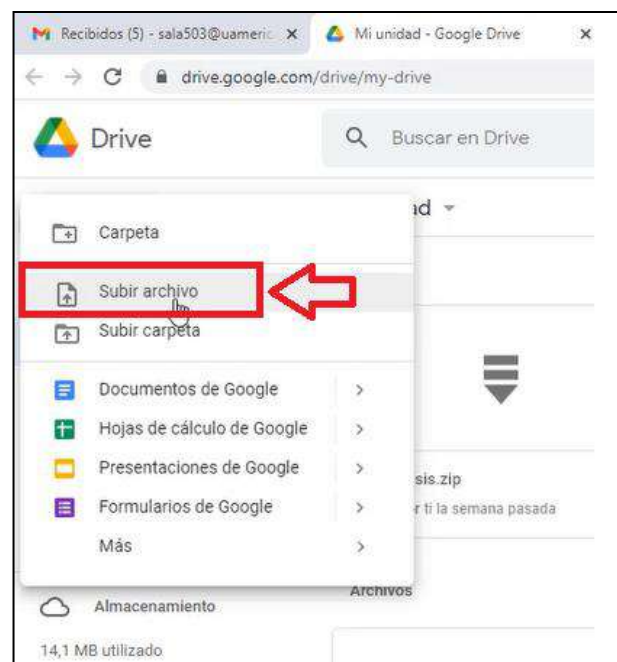 Recibidos (5) - sala503@uameric
Mi unidad - Google Drive
drive.google.com/drive/my-drive
Drive
Buscar en Drive
ad
Carpeta
Subir archivo
Subir carpeta
Documentos de Google
Hojas de cálculo de Google
sis.zip
Presentaciones de Google
r ti la semana pasada
Formularios de Google
Más
Archivos
Almacenamiento
14,1 MB utilizado